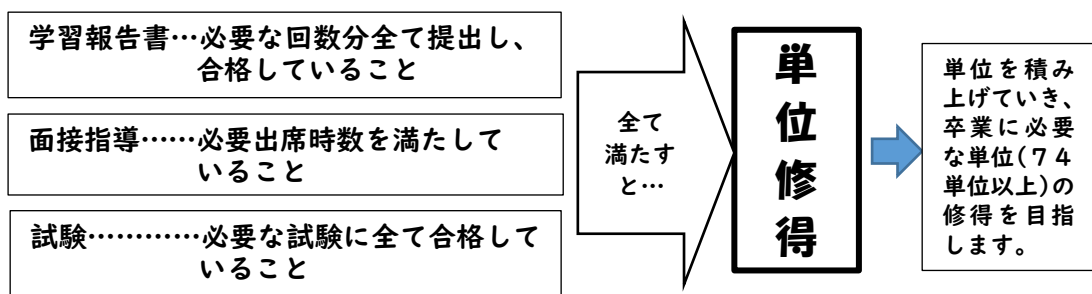 学習報告書…必要な回数分全て提出し、
合格していること
面接指導……必要出席時数を満たして
いること
試験…………必要な試験に全て合格して
いること
全て
満たす
と…
単位修得
単位を積み
上げていき、
卒業に必要
な単位(７４
単位以上)の
修得を目指
します。